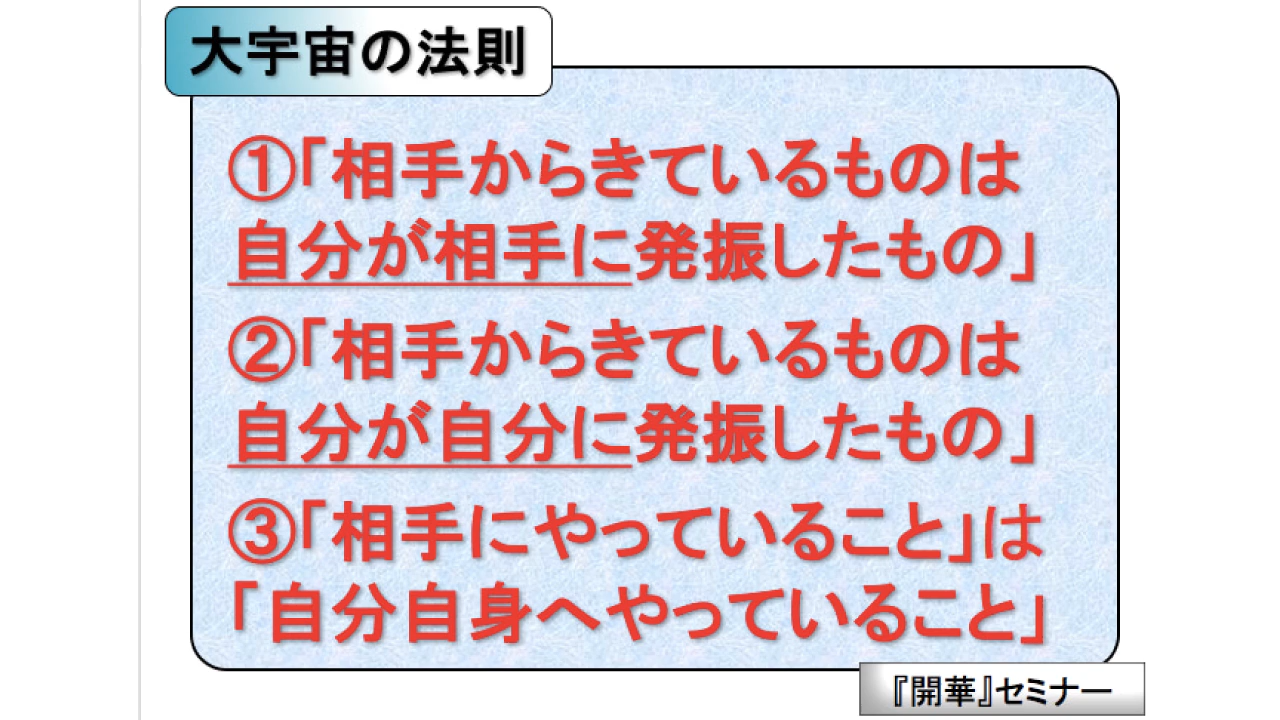 大宇宙の法則
①「相手からきているものは
自分が相手に発振したもの」
②「相手からきているものは
自分が自分に発振したもの」
③「相手にやっていること」は
「自分自身へやっていること」
『開華』セミナー